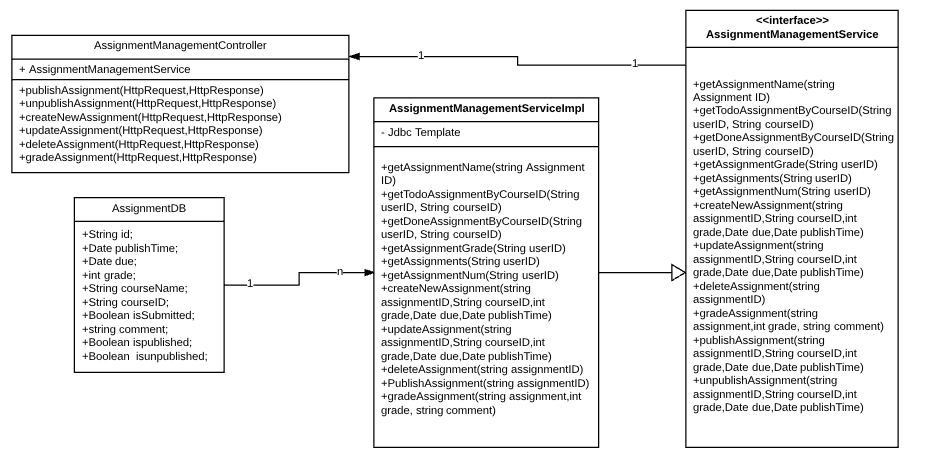 AssignmentManagementController
+ AssignmentManagementService
+publishAssignment(HttpRequest,HttpResponse)
+unpublishAssignment(HttpRequest,HttpResponse)
+createNewAssignment(HttpRequest,HttpResponse)
+updateAssignment(HttpRequest,HttpResponse)
+deleteAssignment(HttpRequest,HttpResponse)
+gradeAssignment(HttpRequest,HttpResponse)
1
1
AssignmentDB
+String id;
+Date publishTime;
+Date due;
+int grade;
+String courseName;
+String courseID;
+Boolean isSubmitted;
+string comment;
+Boolean ispublished;
+Boolean  isunpublished;
1
n
AssignmentManagementServiceImpl
- Jdbc Template
+getAssignmentName(string Assignment
ID)
+getTodoAssignmentByCourseID(String
userID, String courseID)
+getDoneAssignmentByCourseID(String
userID, String courseID)
+getAssignmentGrade(String userID)
+getAssignments(String userID)
+getAssignmentNum(String userID)
+createNewAssignment(string
assignmentID,String courseID,int
grade,Date due,Date publishTime)
+updateAssignment(string
assignmentID,String courseID,int
grade,Date due,Date publishTime)
+deleteAssignment(string assignmentID)
+PublishAssignment(string assignmentID)
+gradeAssignment(string assignment,int
grade, string comment)
<<interface>>
AssignmentManagementService
+getAssignmentName(string
Assignment ID)
+getTodoAssignmentByCourseID(String
userID, String courseID)
+getDoneAssignmentByCourseID(String
userID, String courseID)
+getAssignmentGrade(String userID)
+getAssignments(String userID)
+getAssignmentNum(String userID)
+createNewAssignment(string
assignmentID,String courseID,int
grade,Date due,Date publishTime)
+updateAssignment(string
assignmentID,String courseID,int
grade,Date due,Date publishTime)
+deleteAssignment(string
assignmentID)
+gradeAssignment(string
assignment,int grade, string comment)
+publishAssignment(string
assignmentID,String courseID,int
grade,Date due,Date publishTime)
+unpublishAssignment(string
assignmentID,String courseID,int
grade,Date due,Date publishTime)